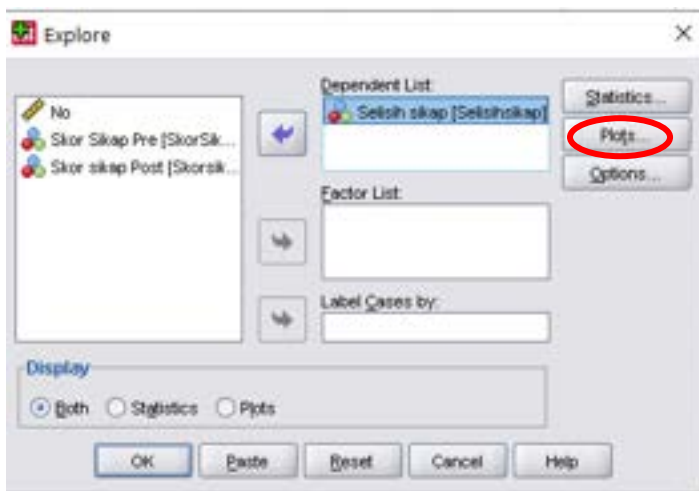 Explore
No
Skor Sikap Pre [SkorSik...
Skor sikap Post [Skorsik...
Dependent List:
Selisih sikap [Selisihsikap]
Factor List:
Label Cases by:
Statistics...
Plots...
Options...
Display
Both
Statistics
Plots
OK
Paste
Reset
Cancel
Help